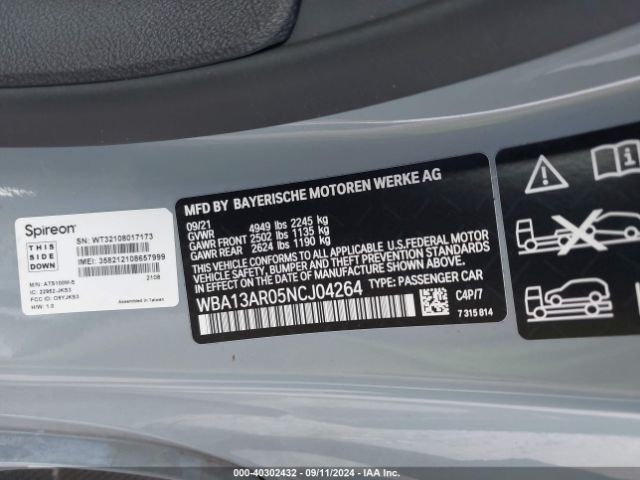 Spireon®
THIS
SIDE
DOWN
SN: WT32108017173
IMEI: 358212108657999
M/N: ATS100W-S
2108
IC: 22952-JKS3
FCC ID: O6YJKS3
Assembled in Taiwan
H/W: 1.0
MFD BY BAYERISCHE MOTOREN WERKE AG
09/21
GVWR 4949 lbs 2245 kg
GAWR FRONT 2502 lbs 1135 kg
GAWR REAR 2624 lbs 1190 kg
THIS VEHICLE CONFORMS TO ALL APPLICABLE U.S.FEDERAL MOTOR
VEHICLE SAFETY, BUMPER, AND THEFT PREVENTION STANDARDS IN
EFFECT ON THE DATE OF MANUFACTURE SHOWN ABOVE.
WBA13AR05NCJ04264 TYPE: PASSENGER CAR
C4P/7
7 315 814
000-40302432 - 09/11/2024 - IAAI.COM